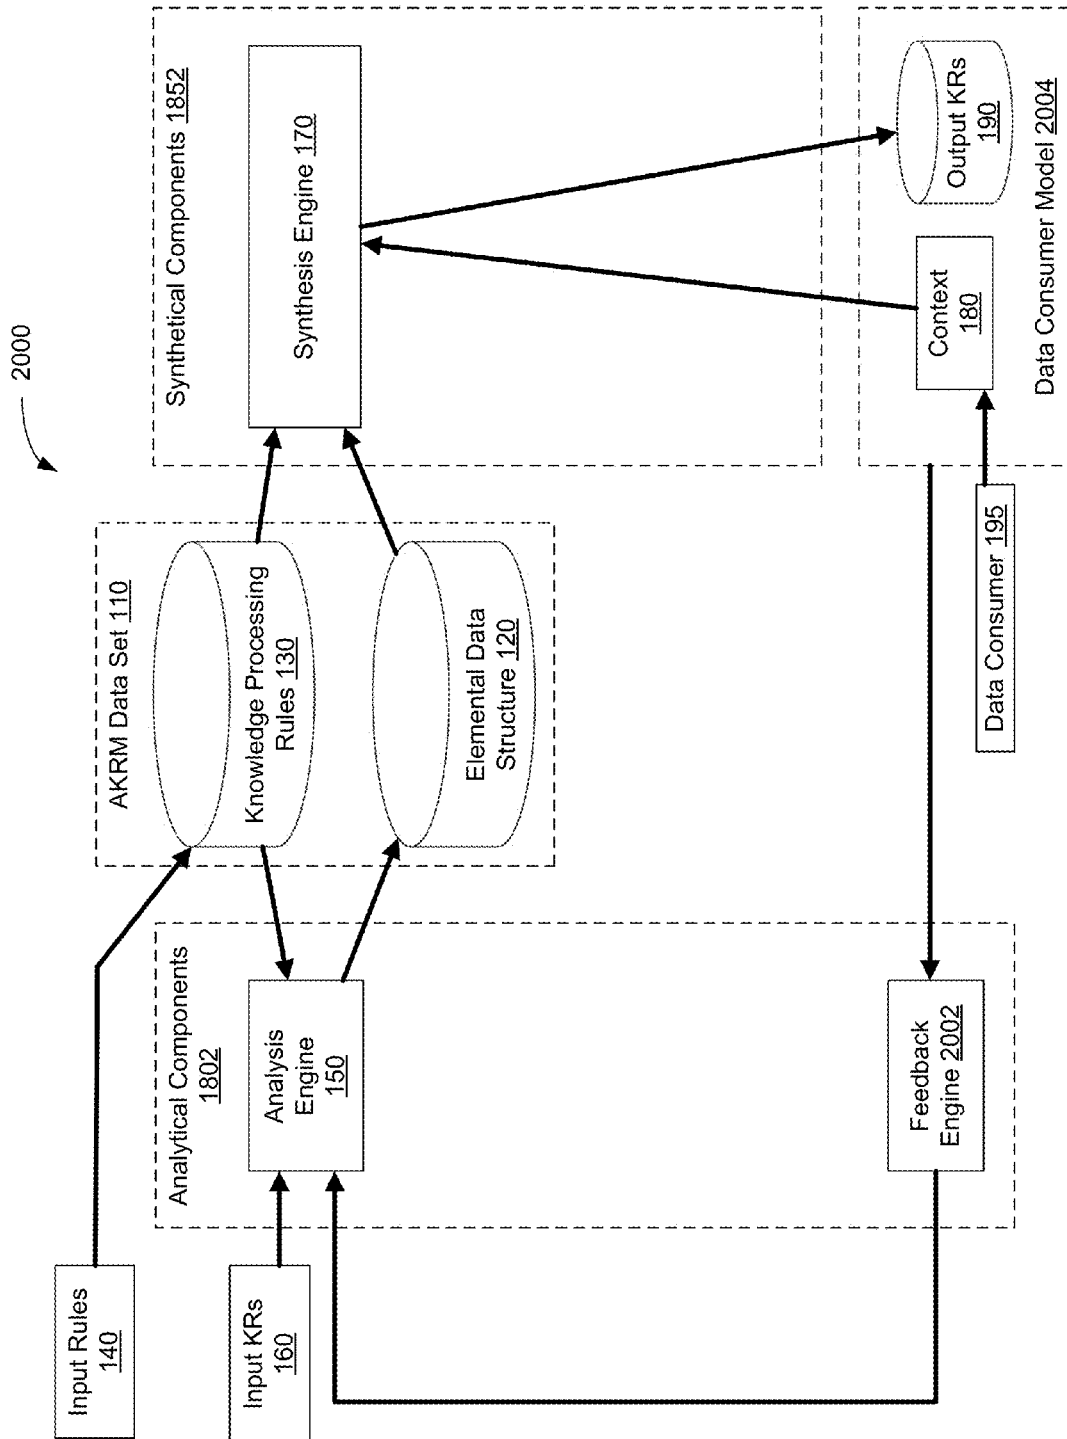 2000
Input Rules
140
Input KRs
160
Analytical Components
1802
Analysis
Engine
150
Feedback
Engine 2002
AKRM Data Set 110
Knowledge Processing
Rules 130
Elemental Data
Structure 120
Synthetical Components 1852
Synthesis Engine 170
Data Consumer 195
Context
180
Output KRs
190
Data Consumer Model 2004